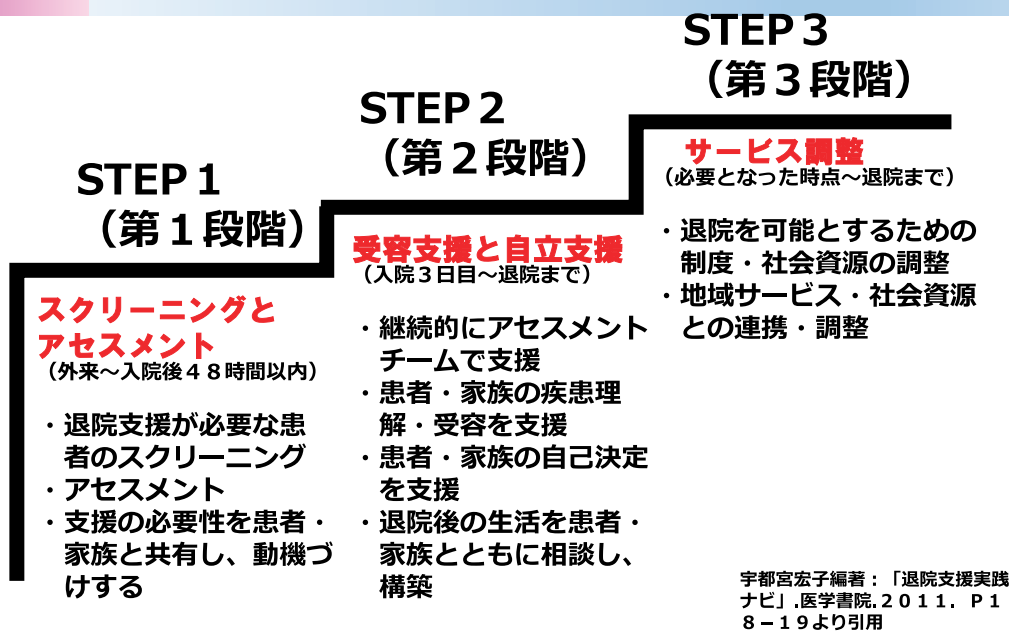 STEP１
（第１段階）
スクリーニングと
アセスメント
（外来～入院後４８時間以内）
・退院支援が必要な患
者のスクリーニング
・アセスメント
・支援の必要性を患者・
家族と共有し、動機づ
けする
STEP２
（第２段階）
受容支援と自立支援
（入院３日目～退院まで）
・継続的にアセスメント
チームで支援
・患者・家族の疾患理
解・受容を支援
・患者・家族の自己決定
を支援
・退院後の生活を患者・
家族とともに相談し、
構築
STEP３
（第３段階）
サービス調整
（必要となった時点～退院まで）
・退院を可能とするための
制度・社会資源の調整
・地域サービス・社会資源
との連携・調整
宇都宮宏子編著：「退院支援実践
ナビ」.医学書院.２０１１．Ｐ１
８－１９より引用